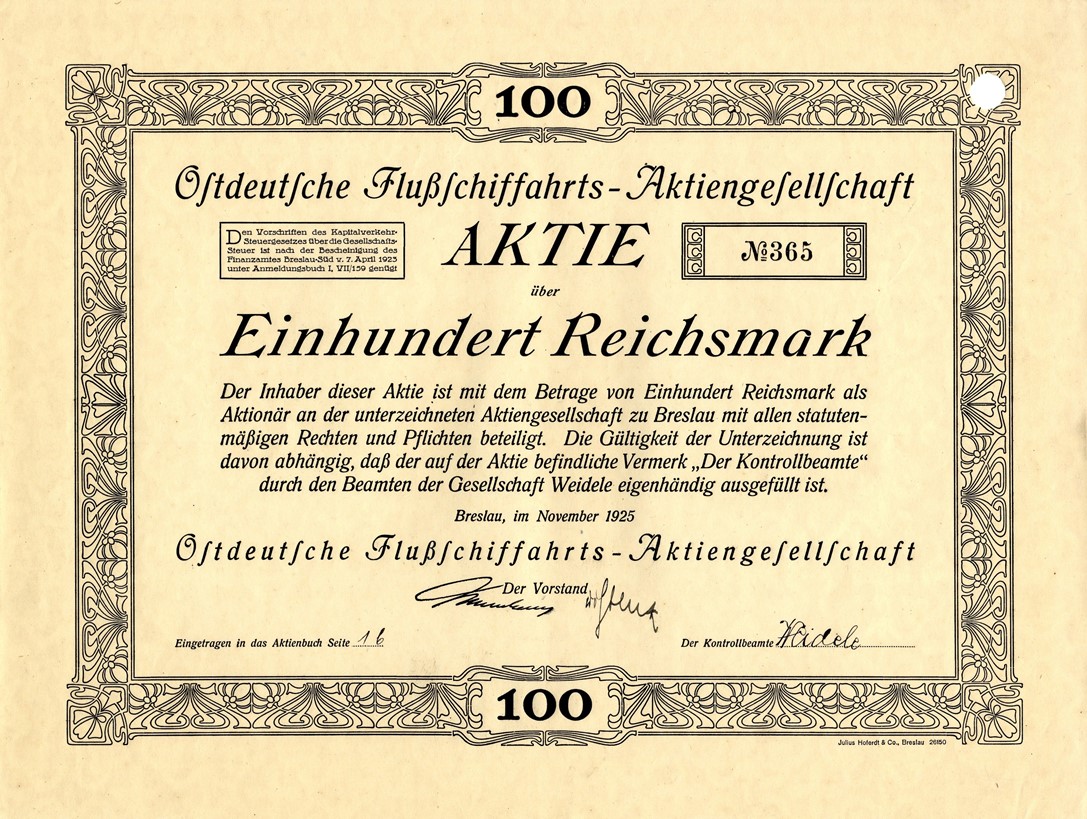 100
Oſtdeutſche Flußſchiffahrts-Aktiengeſellſchaft
Den Vorschriften des Kapitalverkehr-
Steuergesetzes über die Gesellschafts-
Steuer ist nach der Bescheinigung des
Finanzamtes Breslau-Süd v. 7. April 1925
unter Anmeldungsbuch I, VII/159 genügt
AKTIE
№ 365
über
Einhundert Reichsmark
Der Inhaber dieser Aktie ist mit dem Betrage von Einhundert Reichsmark als
Aktionär an der unterzeichneten Aktiengesellschaft zu Breslau mit allen statuten-
mäßigen Rechten und Pflichten beteiligt. Die Gültigkeit der Unterzeichnung ist
davon abhängig, daß der auf der Aktie befindliche Vermerk „Der Kontrollbeamte“
durch den Beamten der Gesellschaft Weidele eigenhändig ausgefüllt ist.
Breslau, im November 1925
Oſtdeutſche Flußſchiffahrts-Aktiengeſellſchaft
Der Vorstand
Eingetragen in das Aktienbuch Seite 16
Der Kontrollbeamte Weidele
100
Julius Hoferdt & Co., Breslau 26150